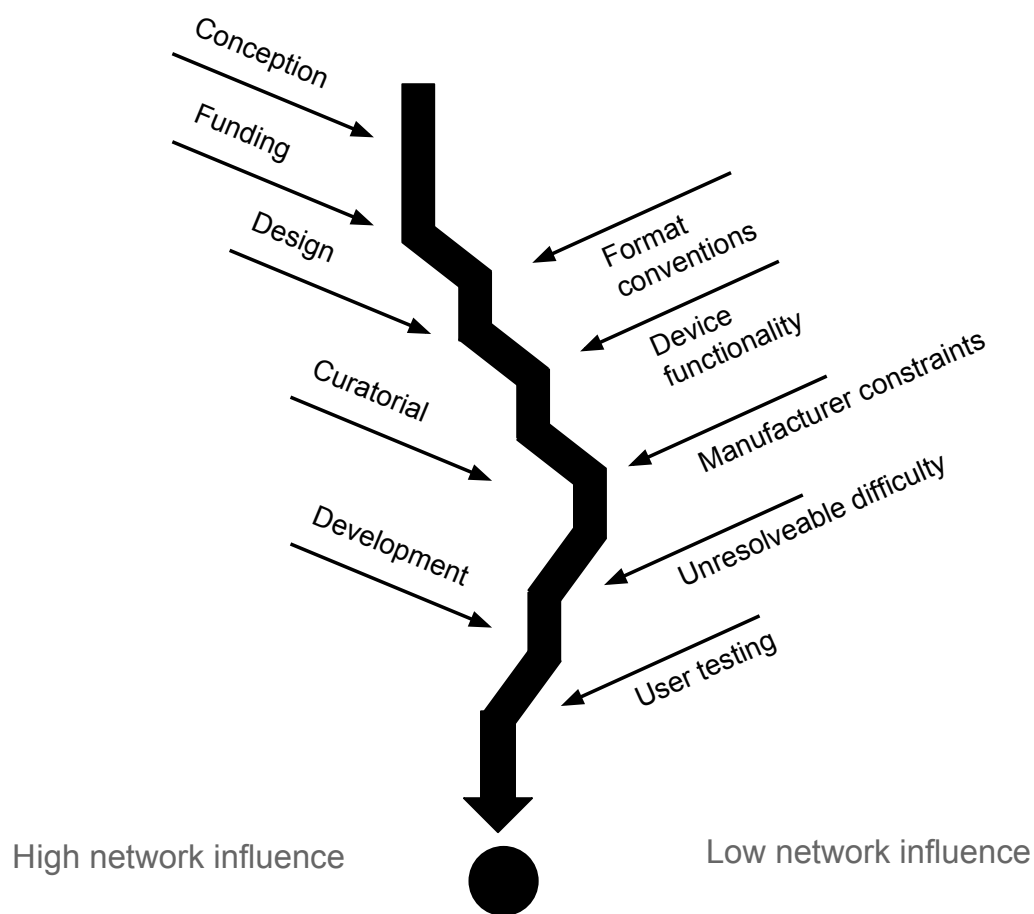 Conception
Funding
Design
Curatorial
Development
Format
conventions
Device
functionality
Manufacturer constraints
Unresolveable difficulty
User testing
High network influence
Low network influence